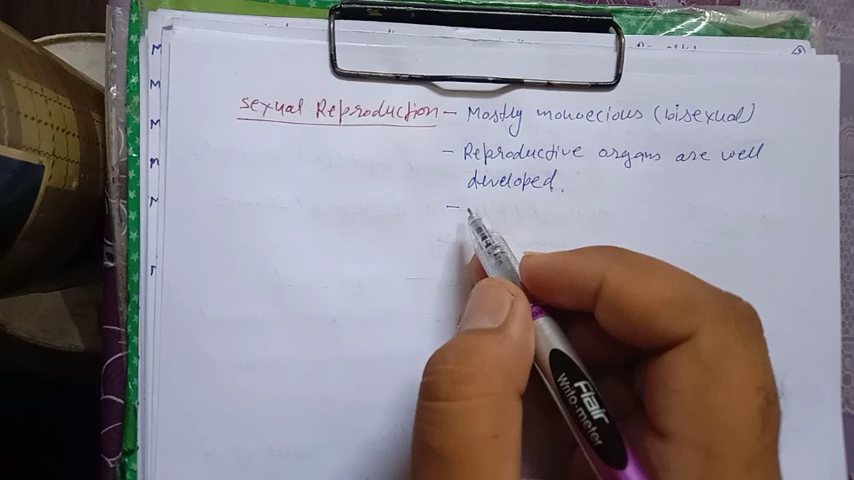 Sexual Reproduction - Mostly monoecious (bisexual)
- Reproductive organs are well
developed.
-
Flair
Writo-meter